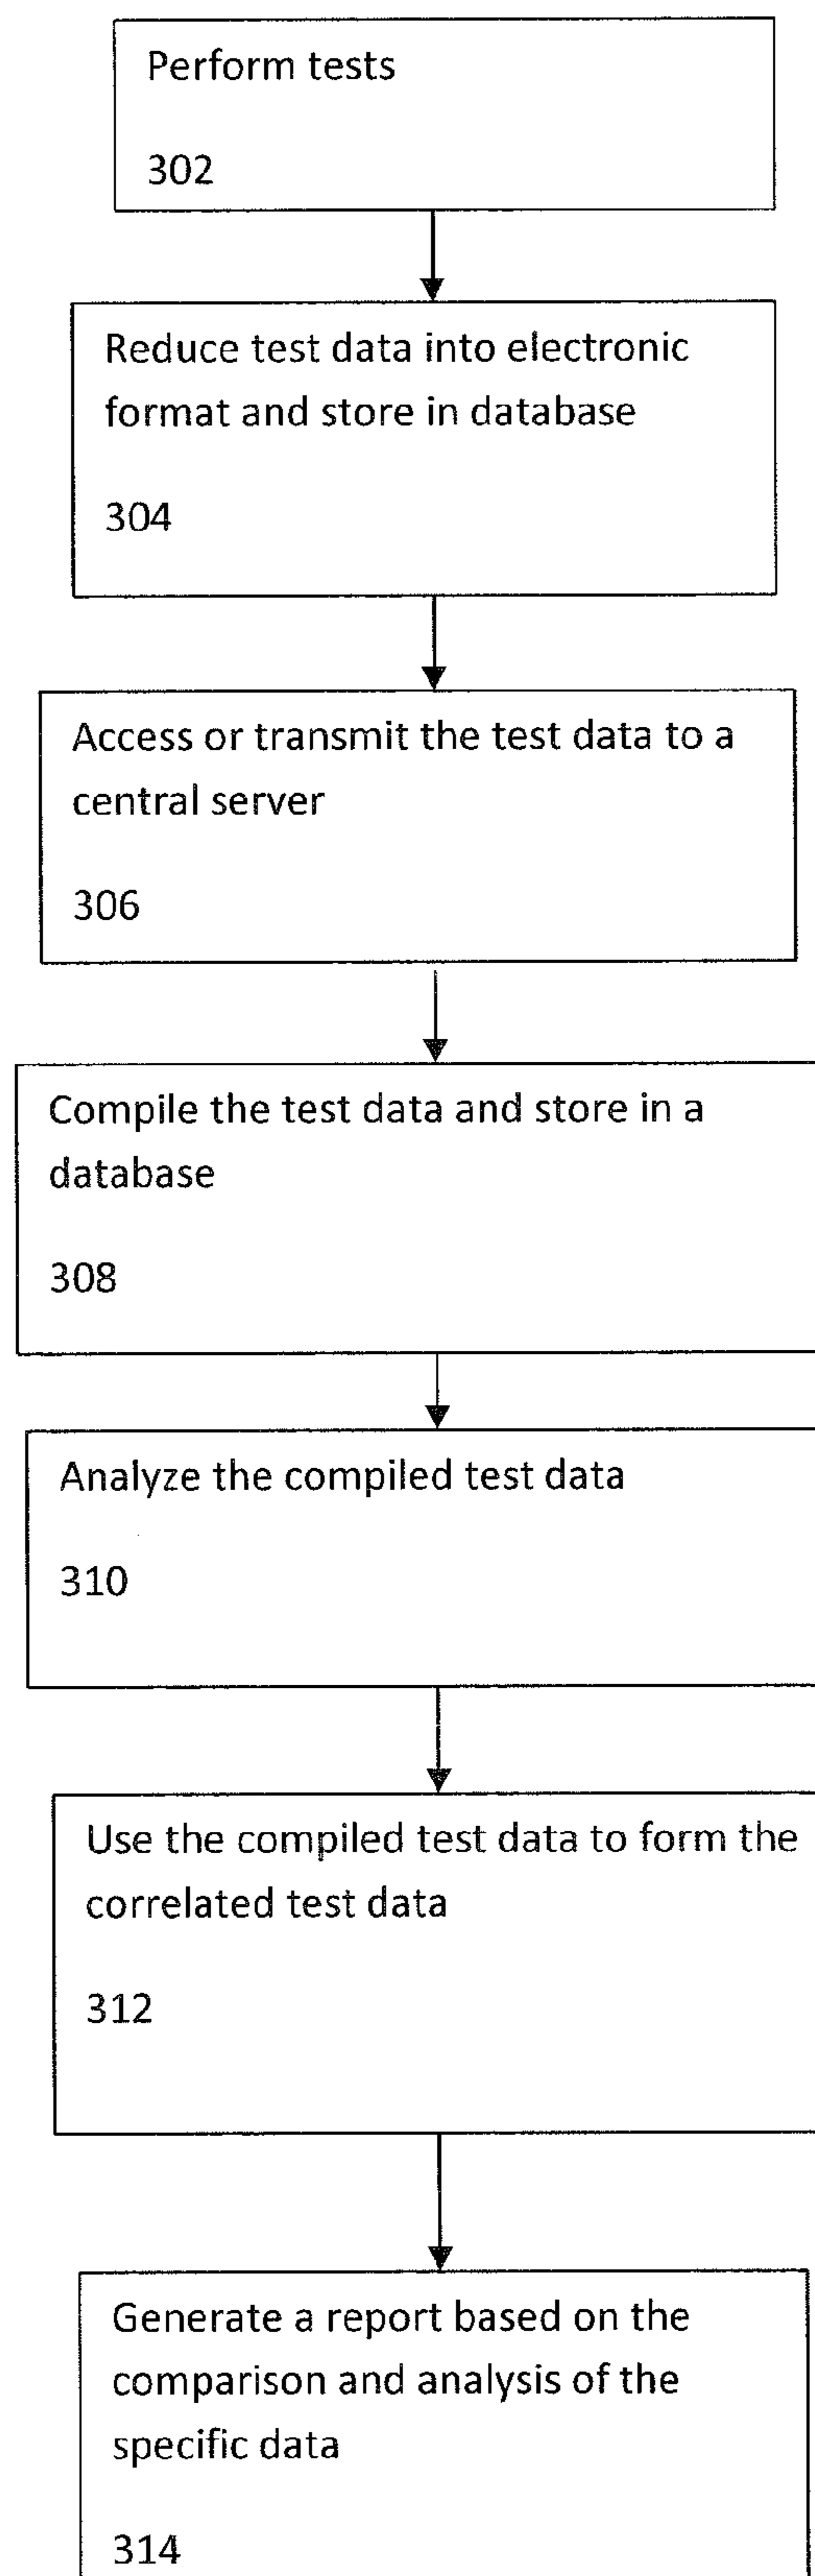 Perform tests
302
Reduce test data into electronic
format and store in database
304
Access or transmit the test data to a
central server
306
Compile the test data and store in a
database
308
Analyze the compiled test data
310
Use the compiled test data to form the
correlated test data
312
Generate a report based on the
comparison and analysis of the
specific data
314